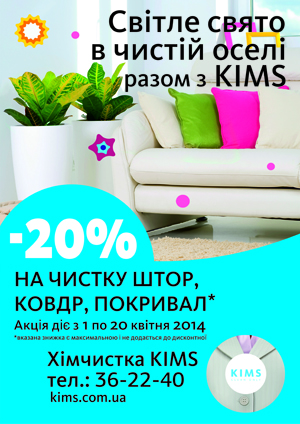 Світле свято
в чистій оселі
разом з KIMS
-20%
НА ЧИСТКУ ШТОР,
КОВДР, ПОКРИВАЛ*
Акція діє з 1 по 20 квітня 2014
*вказана знижка є максимальною і не додається до дисконтної
Хімчистка KIMS
тел.: 36-22-40
kims.com.ua
KIMS